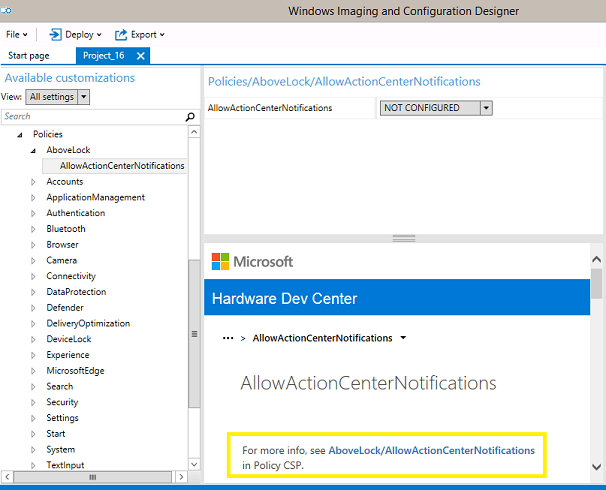 Windows Imaging and Configuration Designer
File Deploy Export
Start page Project_16
Available customizations
View: All settings
Search
Policies
AboveLock
AllowActionCenterNotifications
Accounts
ApplicationManagement
Authentication
Bluetooth
Browser
Camera
Connectivity
DataProtection
Defender
DeliveryOptimization
DeviceLock
Experience
MicrosoftEdge
Search
Security
Settings
Start
System
TextInput
Policies/AboveLock/AllowActionCenterNotifications
AllowActionCenterNotifications NOT CONFIGURED
Microsoft
Hardware Dev Center
··· > AllowActionCenterNotifications
AllowActionCenterNotifications
For more info, see AboveLock/AllowActionCenterNotifications
in Policy CSP.